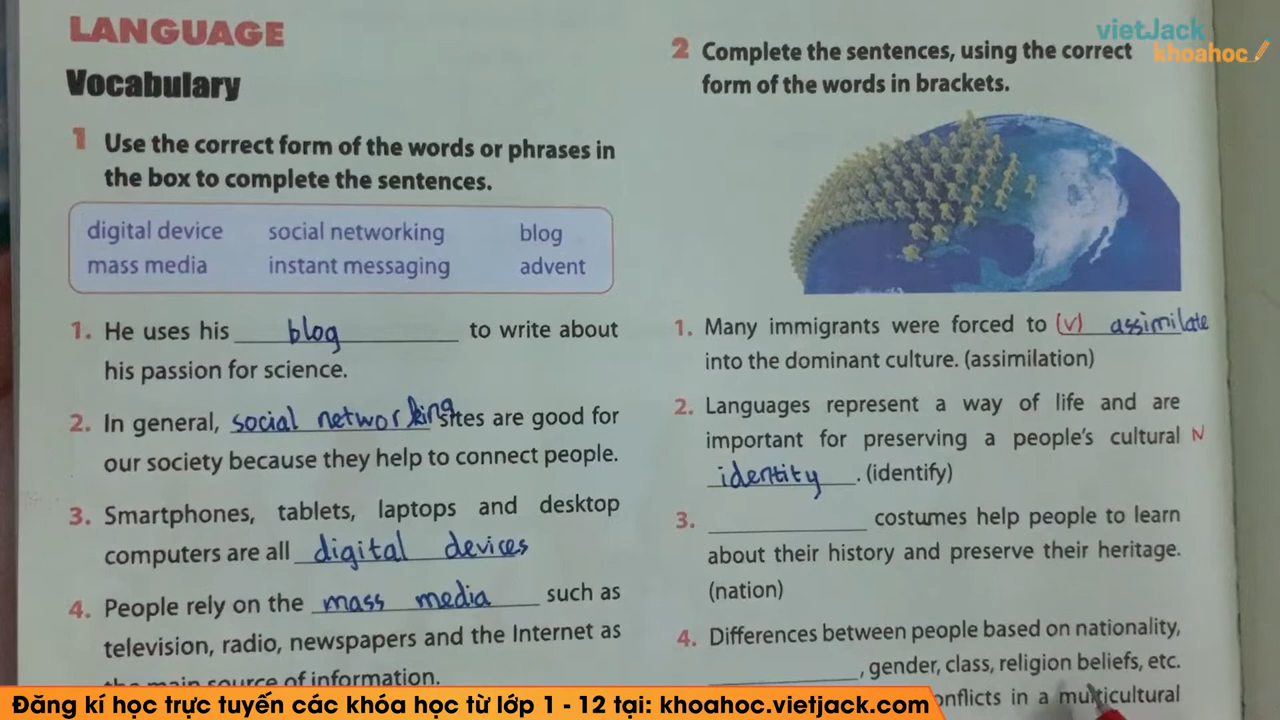 LANGUAGE
Vocabulary
1 Use the correct form of the words or phrases in
the box to complete the sentences.
digital device social networking blog
mass media instant messaging advent
1. He uses his blog to write about
his passion for science.
2. In general, social networking sites are good for
our society because they help to connect people.
3. Smartphones, tablets, laptops and desktop
computers are all digital devices
4. People rely on the mass media such as
television, radio, newspapers and the Internet as
the main source of information.
vietJack
khoahoc
2 Complete the sentences, using the correct
form of the words in brackets.
1. Many immigrants were forced to (v) assimilate
into the dominant culture. (assimilation)
2. Languages represent a way of life and are
important for preserving a people's cultural N
identity. (identify)
3. costumes help people to learn
about their history and preserve their heritage.
(nation)
4. Differences between people based on nationality,
, gender, class, religion beliefs, etc.
in a multicultural
Đăng kí học trực tuyến các khóa học từ lớp 1 - 12 tại: khoahoc.vietjack.com